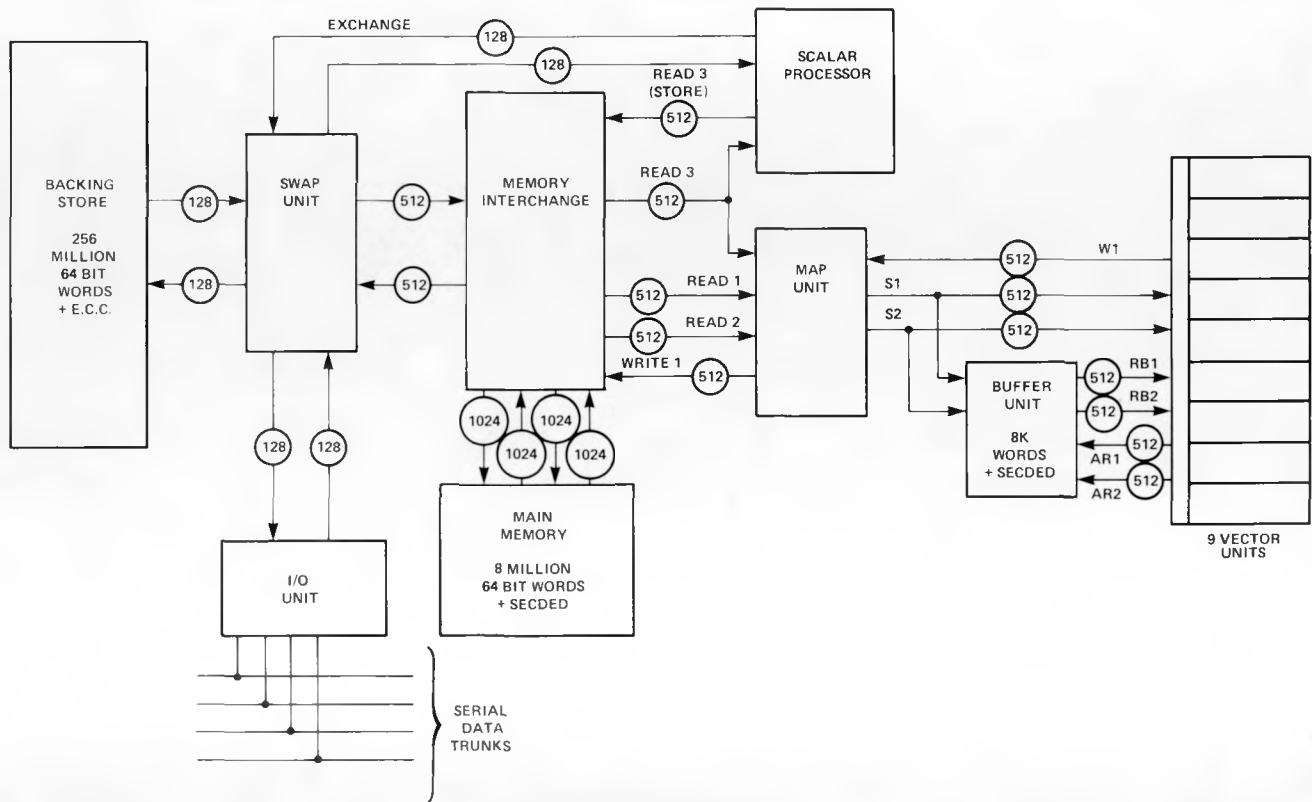 EXCHANGE
128
128
SCALAR
PROCESSOR
READ 3
(STORE)
512
BACKING
STORE
256
MILLION
64 BIT
WORDS
+ E.C.C.
128
128
SWAP
UNIT
512
512
MEMORY
INTERCHANGE
READ 3
512
512
READ 1
512
READ 2
WRITE 1
512
MAP
UNIT
W1
512
S1
512
S2
512
BUFFER
UNIT
8K
WORDS
+ SECDED
512
RB1
512
RB2
512
AR1
512
AR2
9 VECTOR
UNITS
128
128
1024
1024
1024
1024
MAIN
MEMORY
8 MILLION
64 BIT WORDS
+ SECDED
I/O
UNIT
SERIAL
DATA
TRUNKS